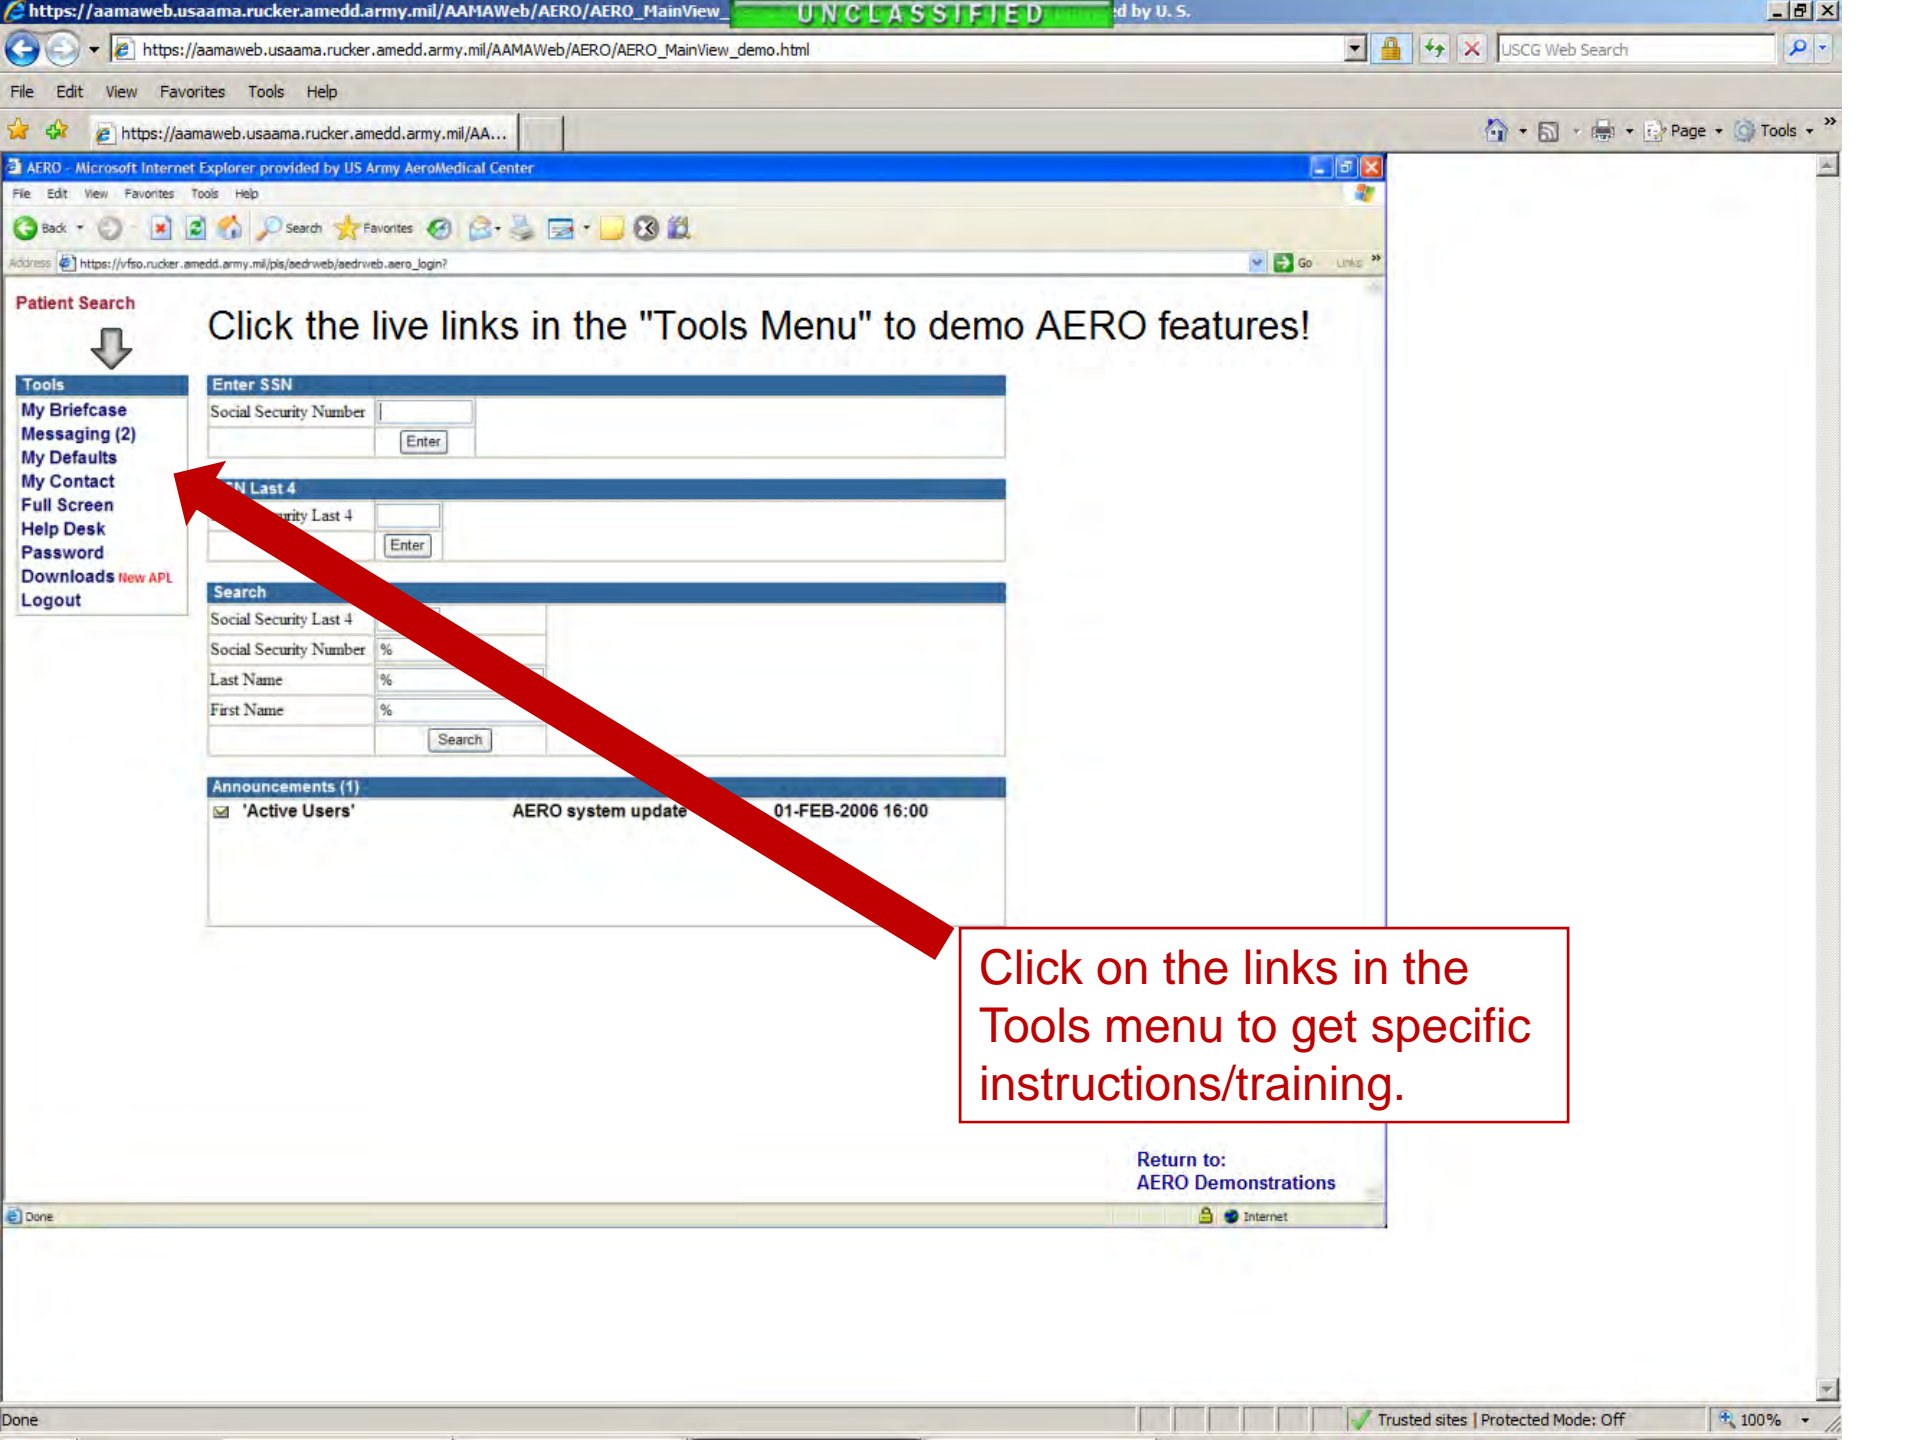 https://aamaweb.usaama.rucker.amedd.army.mil/AAMAWeb/AERO/AERO_MainView_ UNCLASSIFIED ed by U. S.
https://aamaweb.usaama.rucker.amedd.army.mil/AAMAWeb/AERO/AERO_MainView_demo.html USCG Web Search
File Edit View Favorites Tools Help
https://aamaweb.usaama.rucker.amedd.army.mil/AA... Page Tools »
AERO - Microsoft Internet Explorer provided by US Army AeroMedical Center
File Edit View Favorites Tools Help
Back Search Favorites
Address https://vfso.rucker.amedd.army.mil/pls/aedrweb/aedrweb.aero_login? Go Links »
Patient Search
Click the live links in the "Tools Menu" to demo AERO features!
Tools
My Briefcase
Messaging (2)
My Defaults
My Contact
Full Screen
Help Desk
Password
Downloads New APL
Logout
Enter SSN
Social Security Number
Enter
N Last 4
urity Last 4
Enter
Search
Social Security Last 4
Social Security Number %
Last Name %
First Name %
Search
Announcements (1)
'Active Users' AERO system update 01-FEB-2006 16:00
Click on the links in the
Tools menu to get specific
instructions/training.
Return to:
AERO Demonstrations
Done Internet
Done Trusted sites | Protected Mode: Off 100%